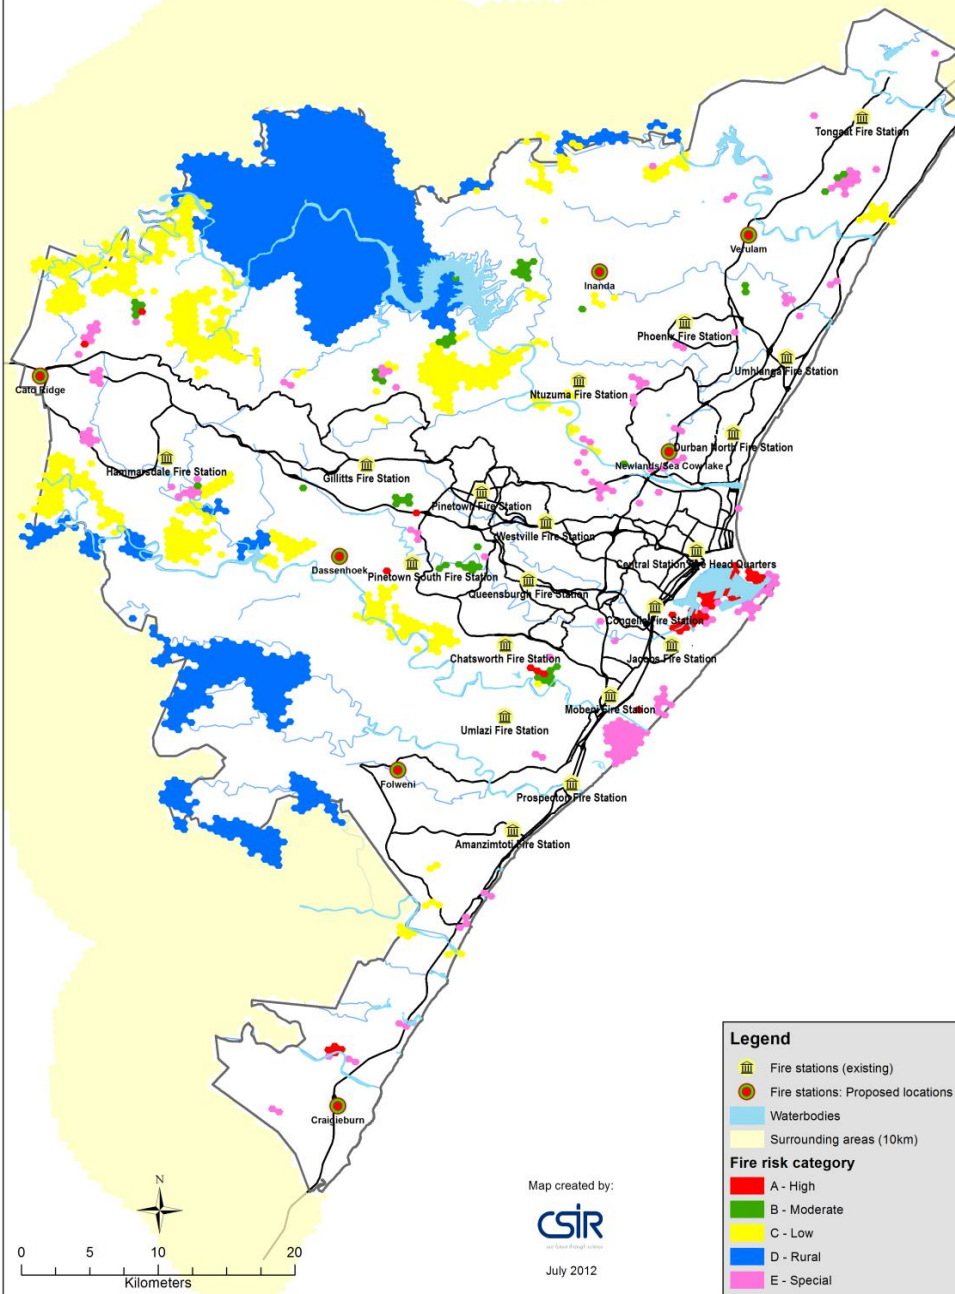 Tongaat Fire Station
Verulam
Inanda
Phoenix Fire Station
Umhlanga Fire Station
Cato Ridge
Ntuzuma Fire Station
Durban North Fire Station
Newlands/Sea Cow lake
Hammarsdale Fire Station
Gillitts Fire Station
Pinetown Fire Station
Westville Fire Station
Central Station Fire Head Quarters
Dassenhoek
Pinetown South Fire Station
Queensburgh Fire Station
Congella Fire Station
Chatsworth Fire Station
Jacobs Fire Station
Mobeni Fire Station
Umlazi Fire Station
Folweni
Prospecton Fire Station
Amanzimtoti Fire Station
Craigieburn
N
0 5 10 20
Kilometers
Map created by:
CSIR
our future through science
July 2012
Legend
Fire stations (existing)
Fire stations: Proposed locations
Waterbodies
Surrounding areas (10km)
Fire risk category
A - High
B - Moderate
C - Low
D - Rural
E - Special